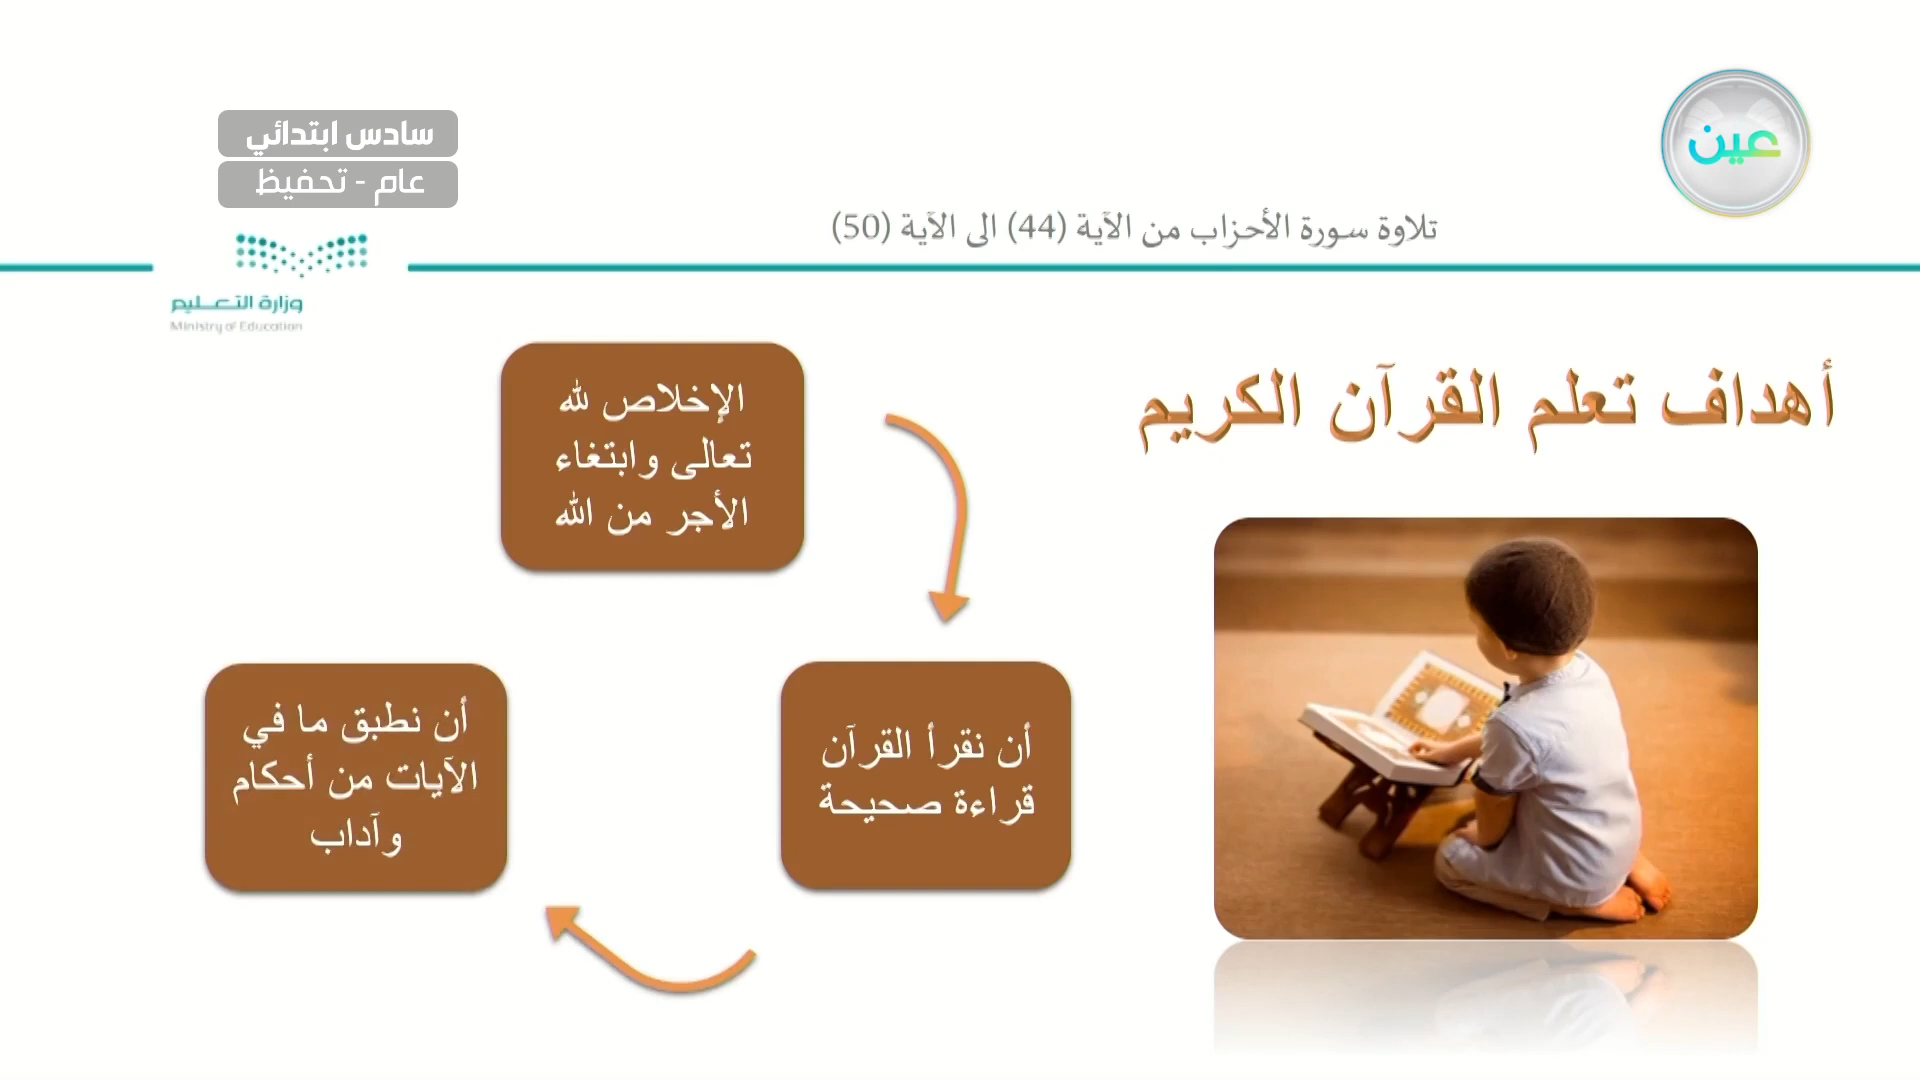 سادس ابتدائي
عام - تحفيظ
عين
تلاوة سورة الأحزاب من الآية (44) الى الآية (50)
وزارة التعليم
Ministry of Education
أهداف تعلم القرآن الكريم
الإخلاص لله
تعالى وابتغاء
الأجر من الله
أن نقرأ القرآن
قراءة صحيحة
أن نطبق ما في
الآيات من أحكام
وآداب